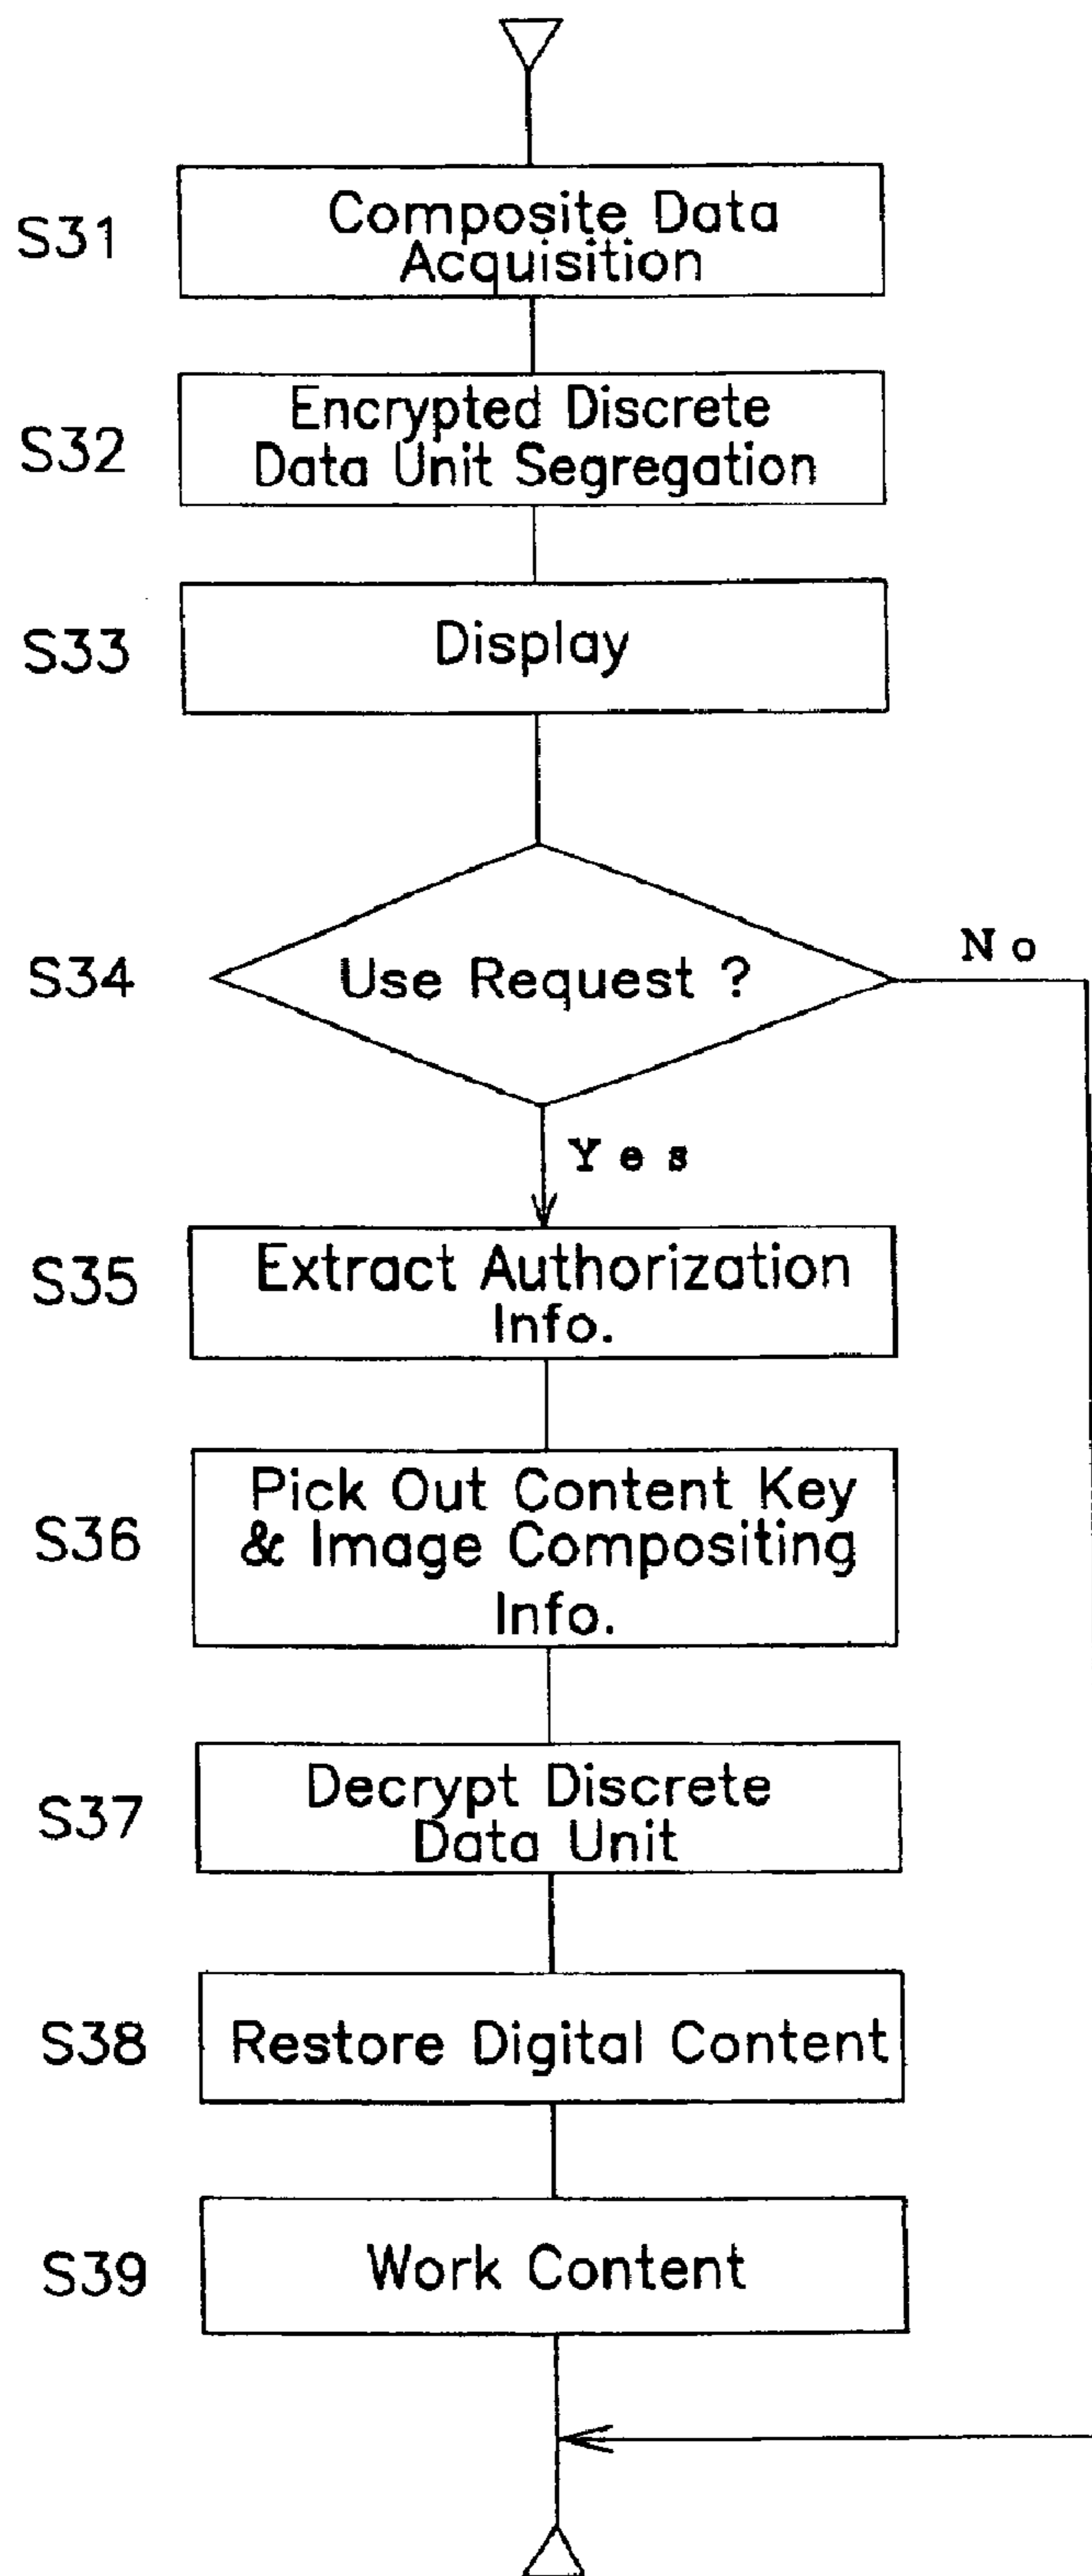 S31
Composite Data
Acquisition
S32
Encrypted Discrete
Data Unit Segregation
S33
Display
S34
Use Request ?
No
Yes
S35
Extract Authorization
Info.
S36
Pick Out Content Key
& Image Compositing
Info.
S37
Decrypt Discrete
Data Unit
S38
Restore Digital Content
S39
Work Content